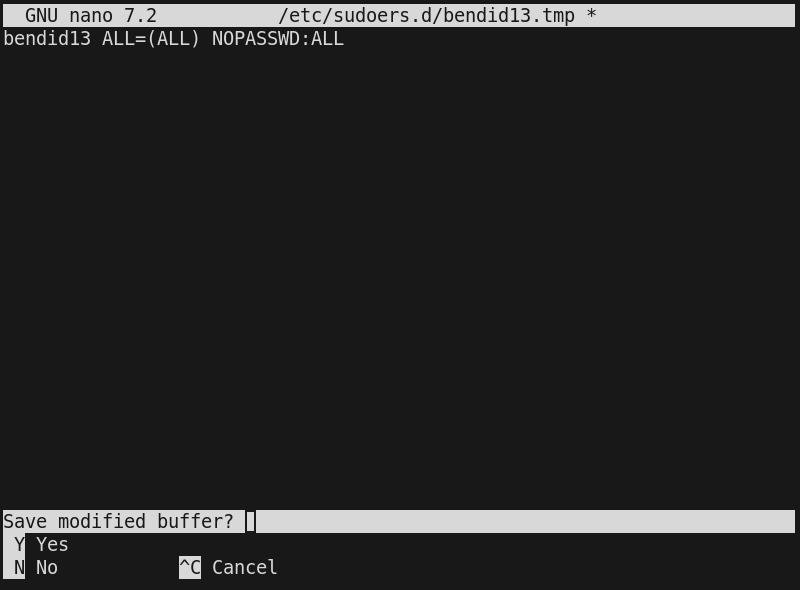 GNU nano 7.2 /etc/sudoers.d/bendid13.tmp *
bendid13 ALL=(ALL) NOPASSWD:ALL
Save modified buffer?
Y Yes
N No ^C Cancel